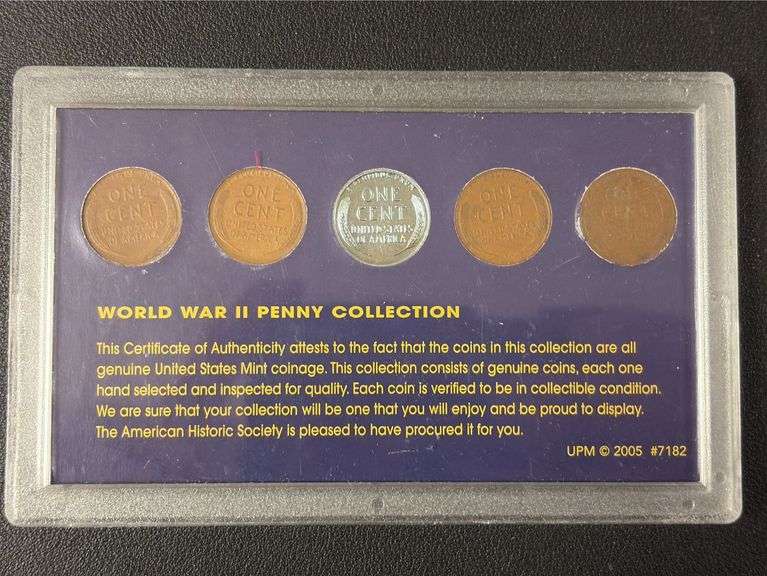 ONE ONE ONE ONE
CENT CENT CENT CENT CENT
UNITED STATES
OF AMERICA
WORLD WAR II PENNY COLLECTION
This Certificate of Authenticity attests to the fact that the coins in this collection are all
genuine United States Mint coinage. This collection consists of genuine coins, each one
hand selected and inspected for quality. Each coin is verified to be in collectible condition.
We are sure that your collection will be one that you will enjoy and be proud to display.
The American Historic Society is pleased to have procured it for you.
UPM © 2005 #7182